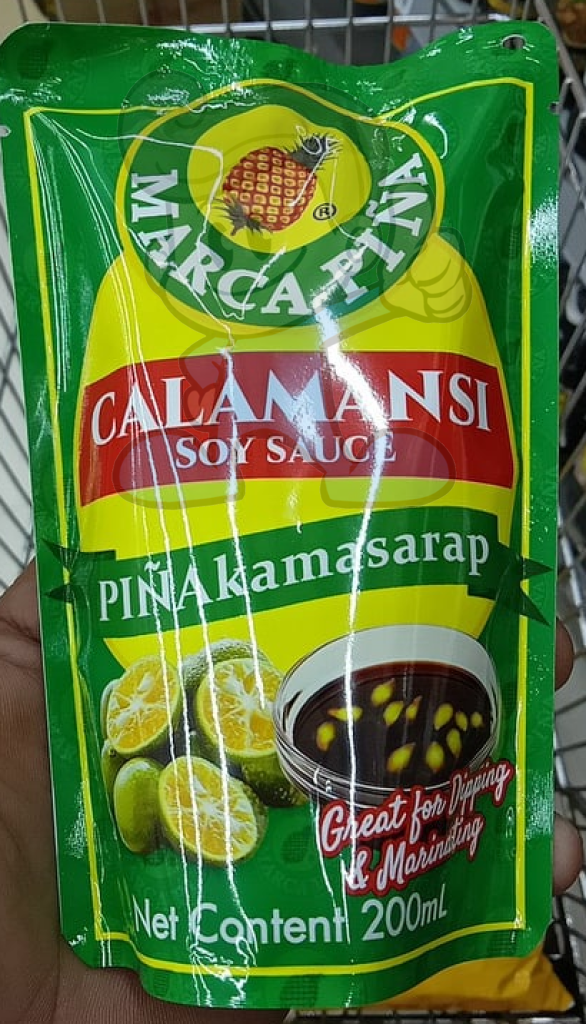 MARCA PIÑA
®
CALAMANSI
SOY SAUCE
PIÑAkamasarap
Great for Dipping
& Marinating
Net Content 200mL